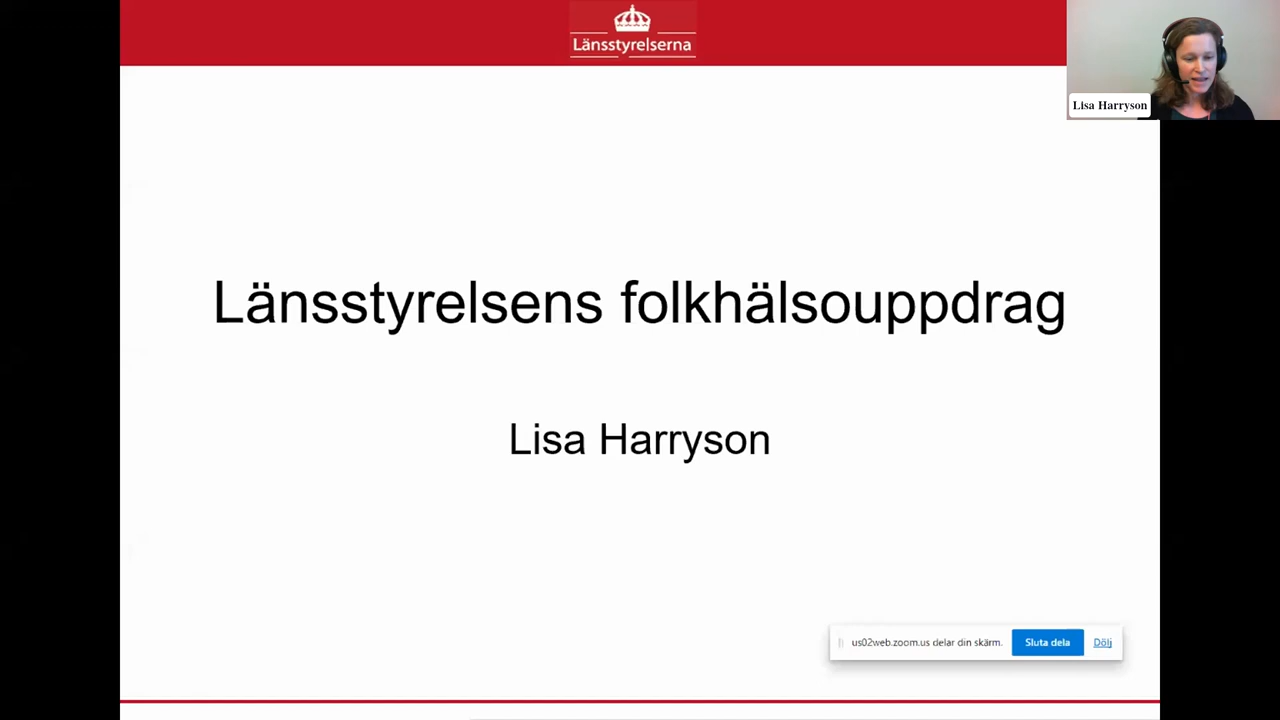 Länsstyrelserna
Lisa Harryson
Länsstyrelsens folkhälsouppdrag
Lisa Harryson
us02web.zoom.us delar din skärm.
Sluta dela
Dölj